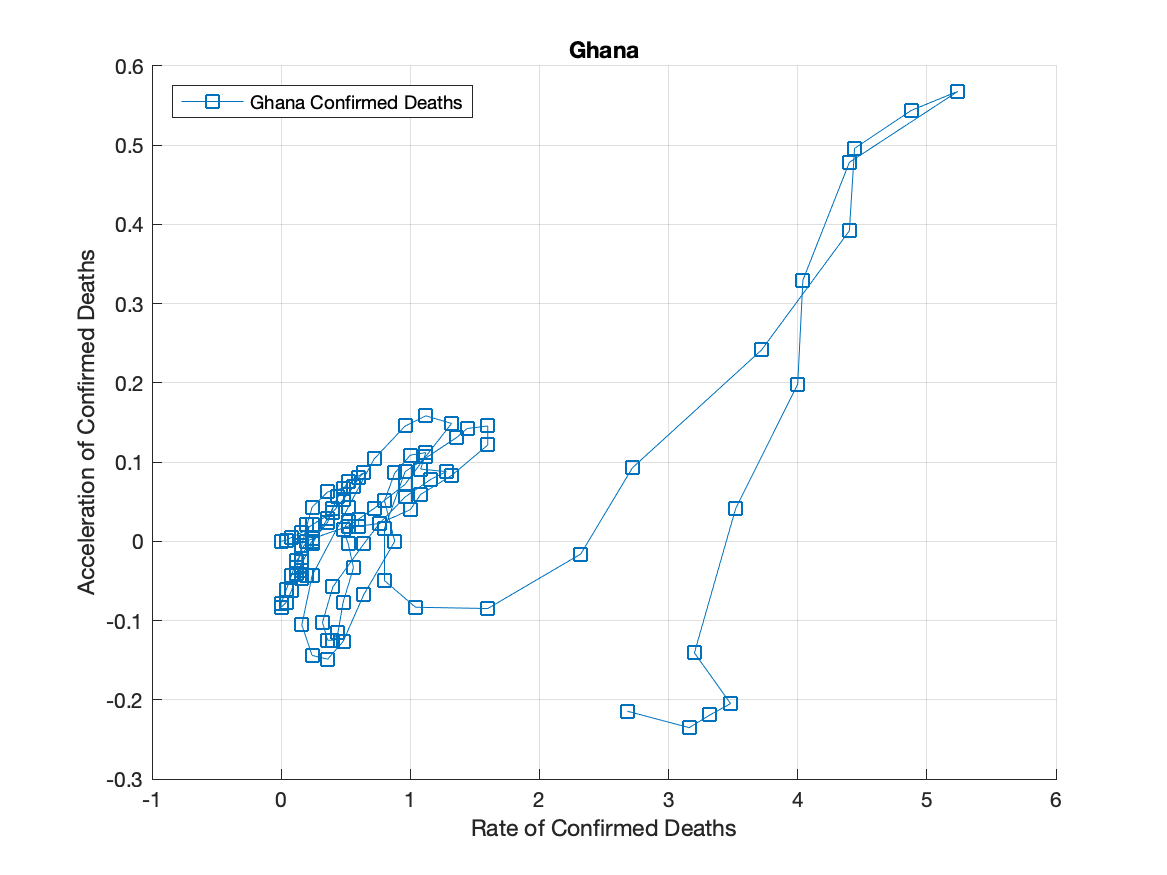 Ghana
Ghana Confirmed Deaths
0.6
0.5
0.4
0.3
0.2
0.1
0
-0.1
-0.2
-0.3
Acceleration of Confirmed Deaths
-1 0 1 2 3 4 5 6
Rate of Confirmed Deaths